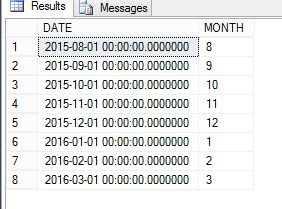 Results Messages
DATE MONTH
1 2015-08-01 00:00:00.0000000 8
2 2015-09-01 00:00:00.0000000 9
3 2015-10-01 00:00:00.0000000 10
4 2015-11-01 00:00:00.0000000 11
5 2015-12-01 00:00:00.0000000 12
6 2016-01-01 00:00:00.0000000 1
7 2016-02-01 00:00:00.0000000 2
8 2016-03-01 00:00:00.0000000 3